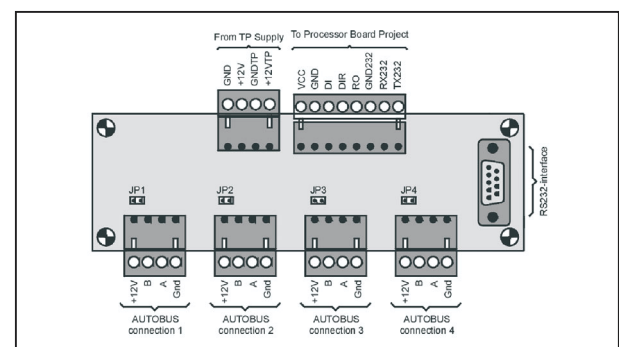 From TP Supply
To Processor Board Project
GND
+12V
GNDTP
+12VTP
VCC
GND
DI
DIR
RO
GND232
RX232
TX232
RS232-interface
JP1
JP2
JP3
JP4
+12V
B
A
Gnd
+12V
B
A
Gnd
+12V
B
A
Gnd
+12V
B
A
Gnd
AUTOBUS
connection 1
AUTOBUS
connection 2
AUTOBUS
connection 3
AUTOBUS
connection 4